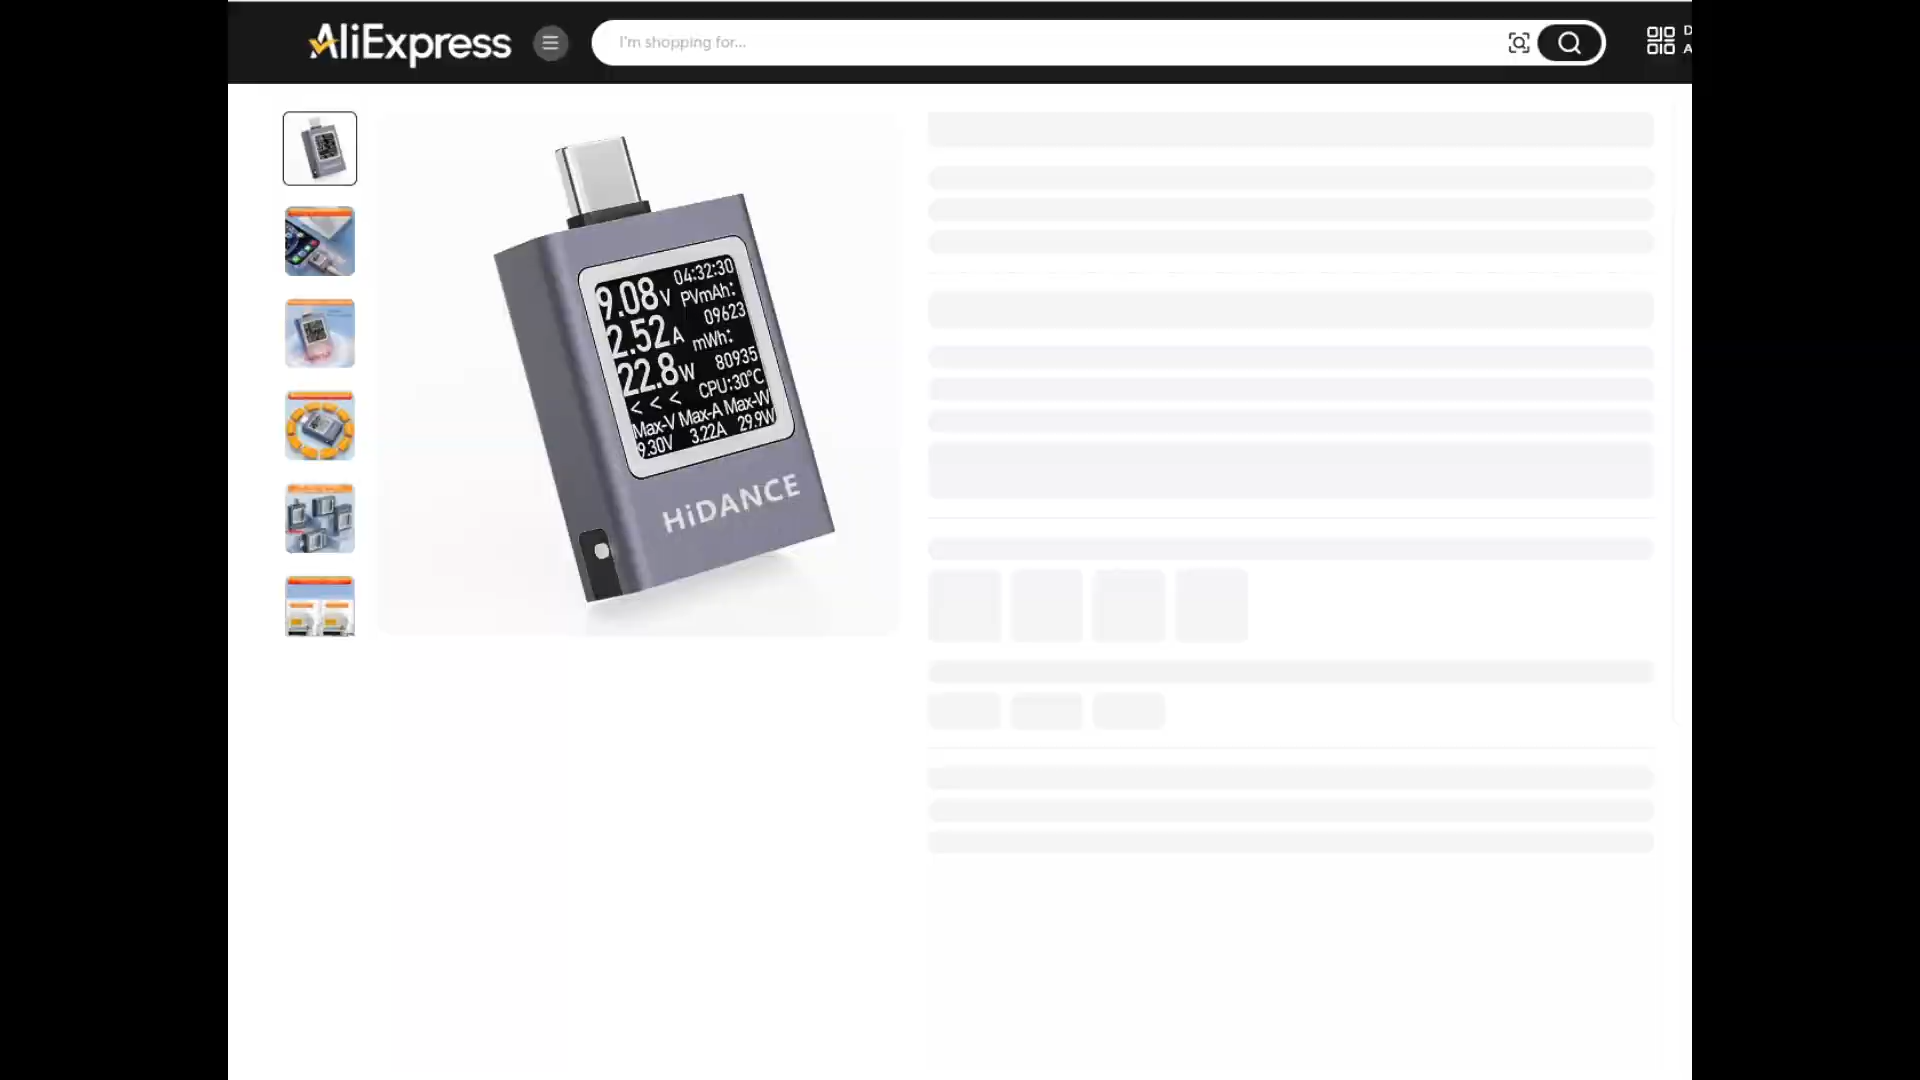 AliExpress
I'm shopping for...
D
A
9.08V
2.52A
22.8W
< < <
04:32:30
PVmAh:
09623
mWh:
80935
CPU:30°C
Max-V Max-A Max-W
9.30V 3.22A 29.9W
HiDANCE